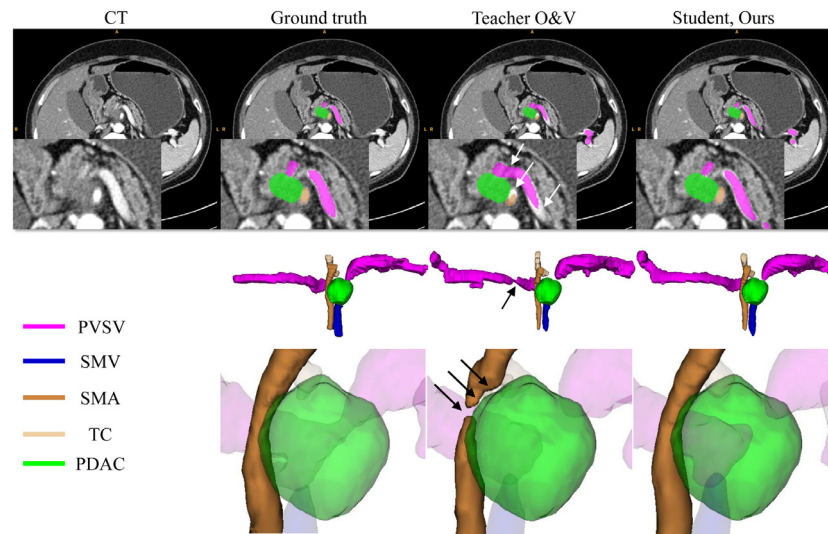 CT Ground truth Teacher O&V Student, Ours
A A A A
R L R L R L R
PVSV
SMV
SMA
TC
PDAC